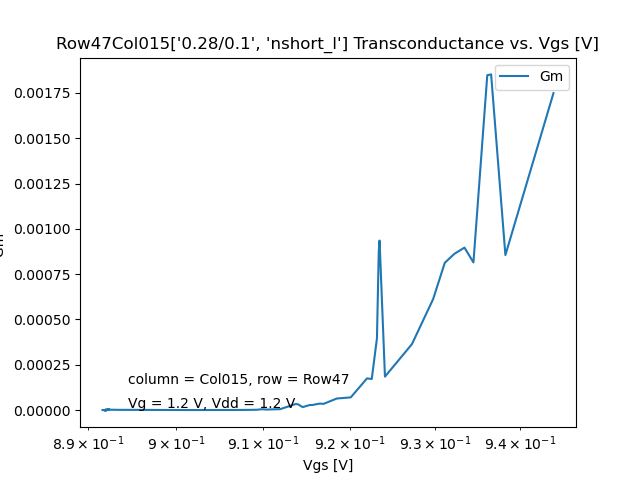 Row47Col015['0.28/0.1', 'nshort_l'] Transconductance vs. Vgs [V]
Gm
0.00175
0.00150
0.00125
0.00100
0.00075
0.00050
0.00025
0.00000
Gm
column = Col015, row = Row47
Vg = 1.2 V, Vdd = 1.2 V
8.9 × 10⁻¹ 9 × 10⁻¹ 9.1 × 10⁻¹ 9.2 × 10⁻¹ 9.3 × 10⁻¹ 9.4 × 10⁻¹
Vgs [V]